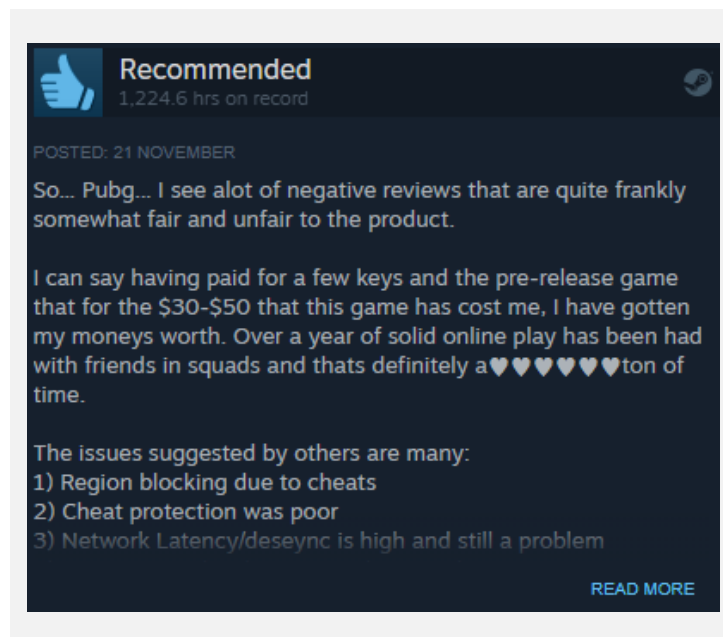 Recommended
1,224.6 hrs on record
POSTED: 21 NOVEMBER
So... Pubg... I see alot of negative reviews that are quite frankly
somewhat fair and unfair to the product.
I can say having paid for a few keys and the pre-release game
that for the $30-$50 that this game has cost me, I have gotten
my moneys worth. Over a year of solid online play has been had
with friends in squads and thats definitely a♥♥♥♥♥♥ton of
time.
The issues suggested by others are many:
1) Region blocking due to cheats
2) Cheat protection was poor
3) Network Latency/deseync is high and still a problem
READ MORE